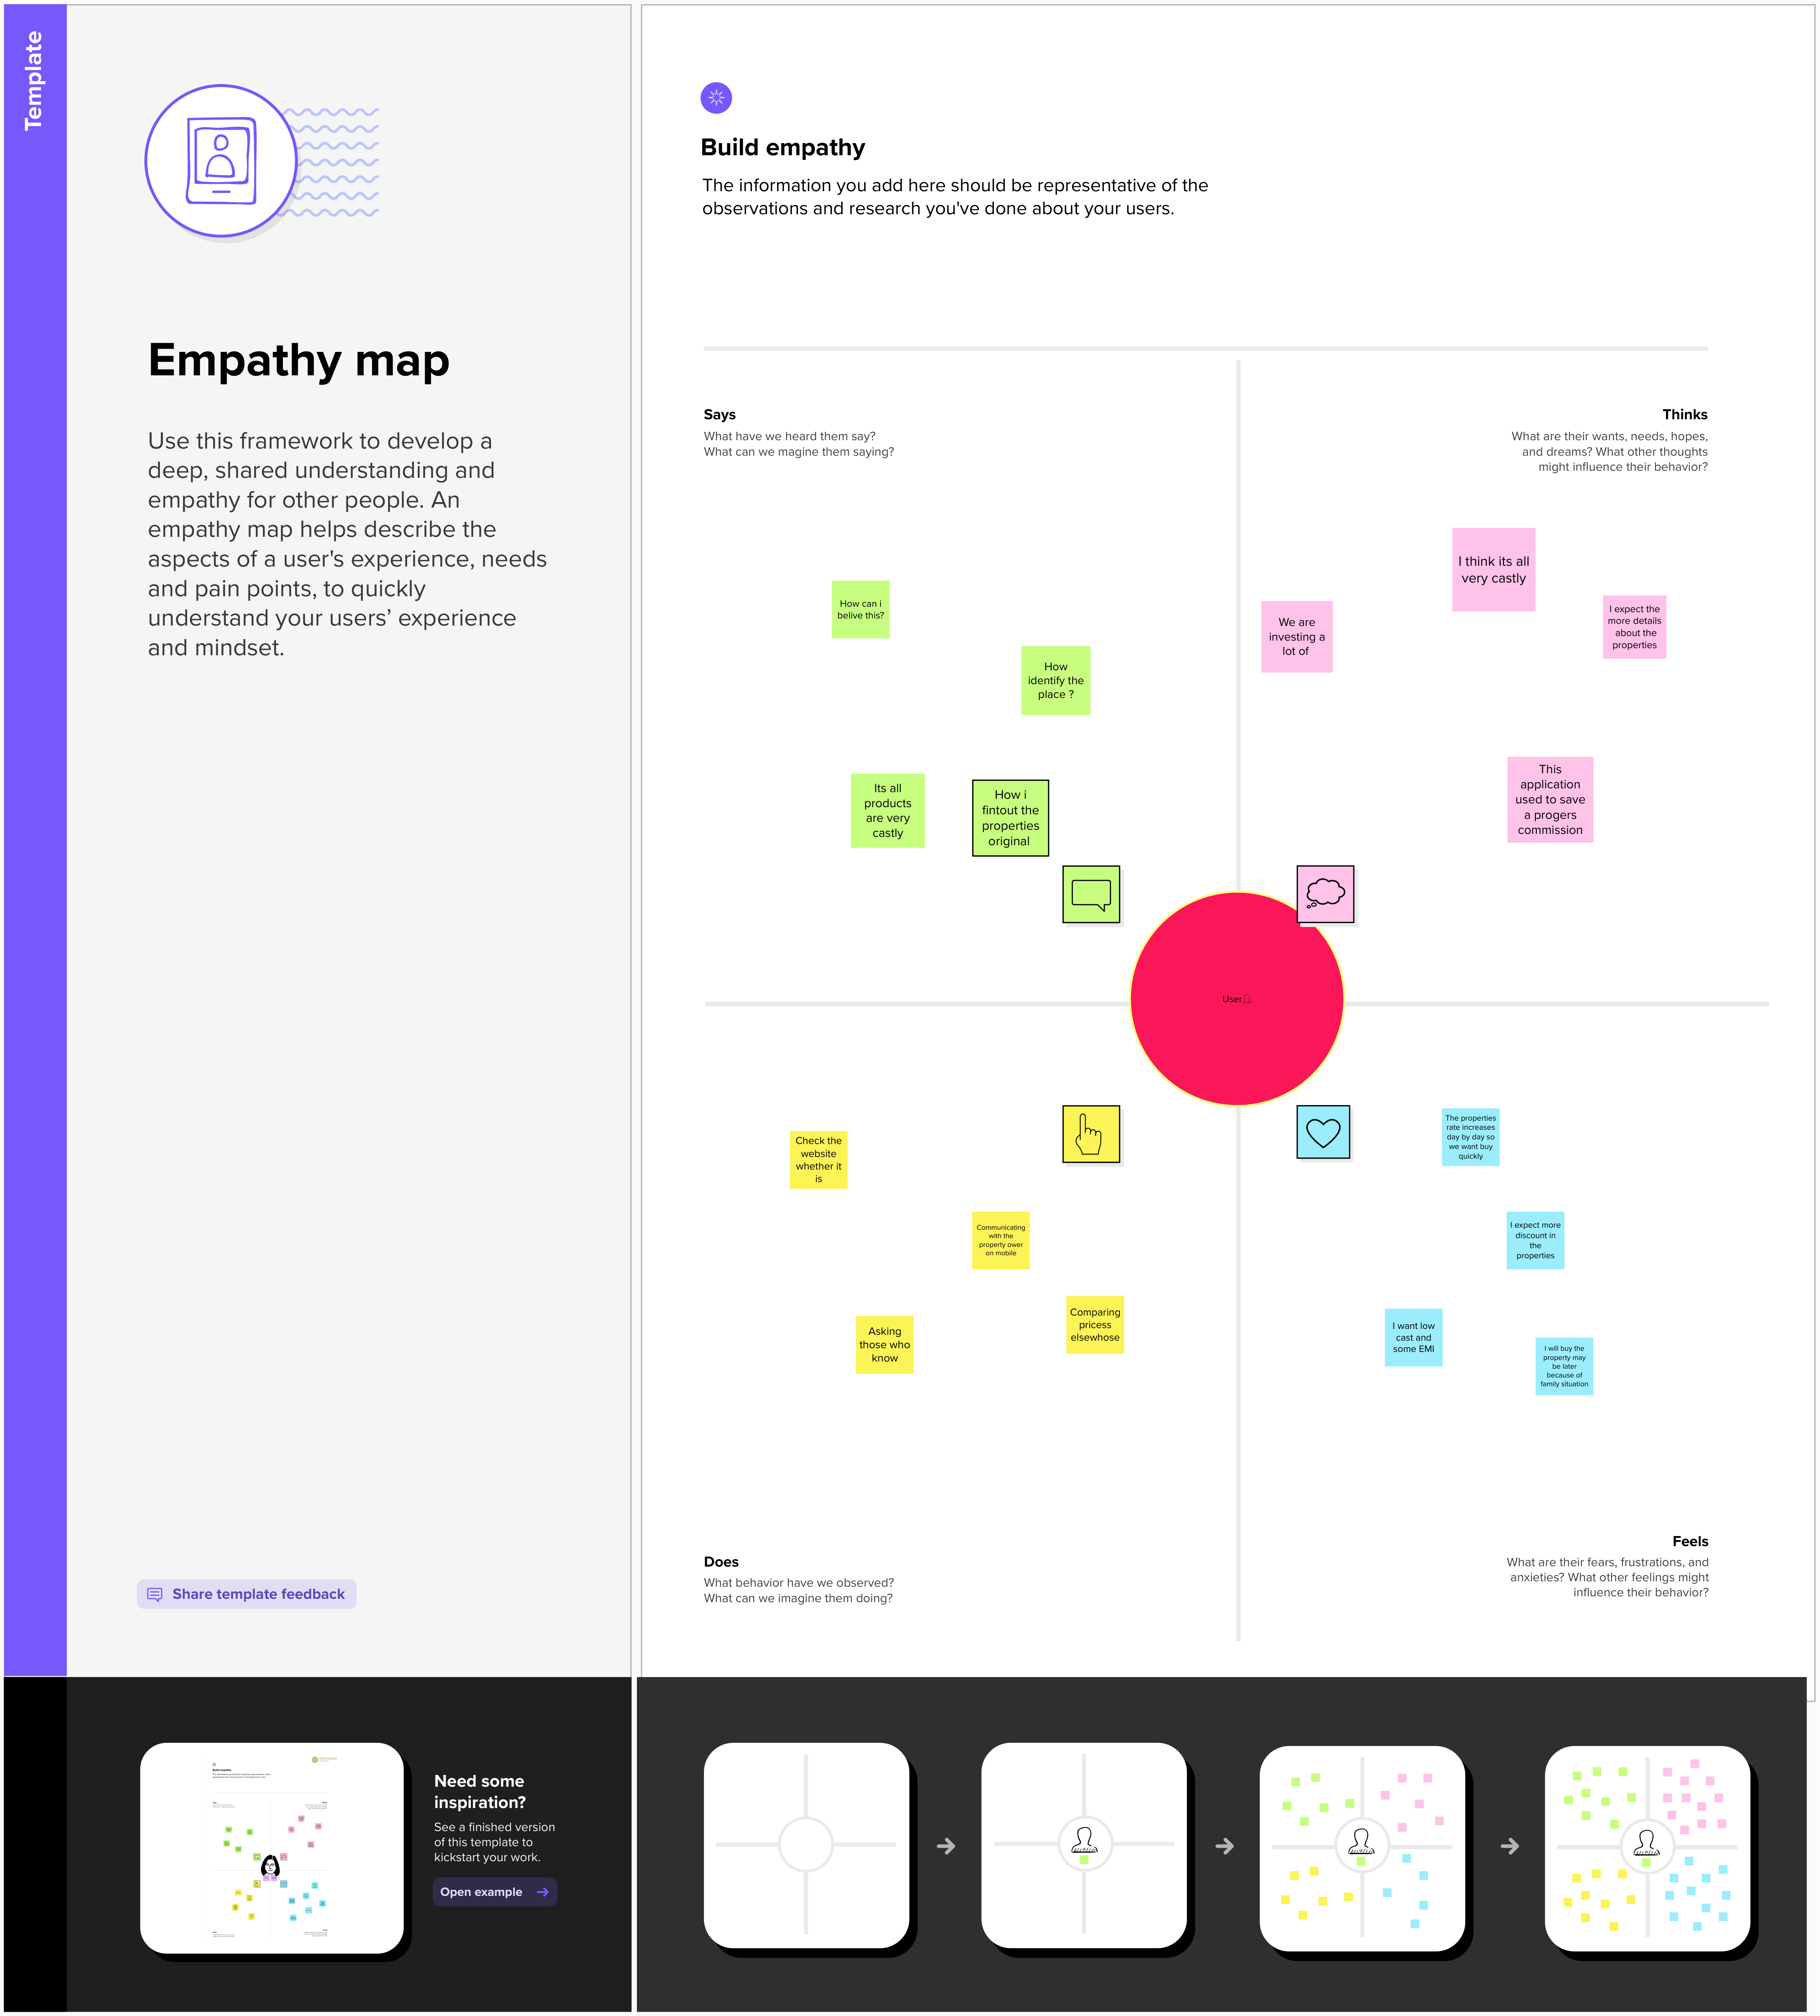 Template
Empathy map
Use this framework to develop a
deep, shared understanding and
empathy for other people. An
empathy map helps describe the
aspects of a user's experience, needs
and pain points, to quickly
understand your users’ experience
and mindset.
Share template feedback
Build empathy
The information you add here should be representative of the
observations and research you've done about your users.
Says
What have we heard them say?
What can we magine them saying?
How can i
belive this?
How
identify the
place ?
Its all
products
are very
castly
How i
fintout the
properties
original
Thinks
What are their wants, needs, hopes,
and dreams? What other thoughts
might influence their behavior?
I think its all
very castly
We are
investing a
lot of
I expect the
more details
about the
properties
This
application
used to save
a progers
commission
User
Check the
website
whether it
is
Communicating
with the
property ower
on mobile
Asking
those who
know
Comparing
pricess
elsewhose
Does
What behavior have we observed?
What can we imagine them doing?
The properties
rate increases
day by day so
we want buy
quickly
I expect more
discount in
the
properties
I want low
cast and
some EMI
I will buy the
property may
be later
because of
family situation
Feels
What are their fears, frustrations, and
anxieties? What other feelings might
influence their behavior?
Build empathy
Need some
inspiration?
See a finished version
of this template to
kickstart your work.
Open example